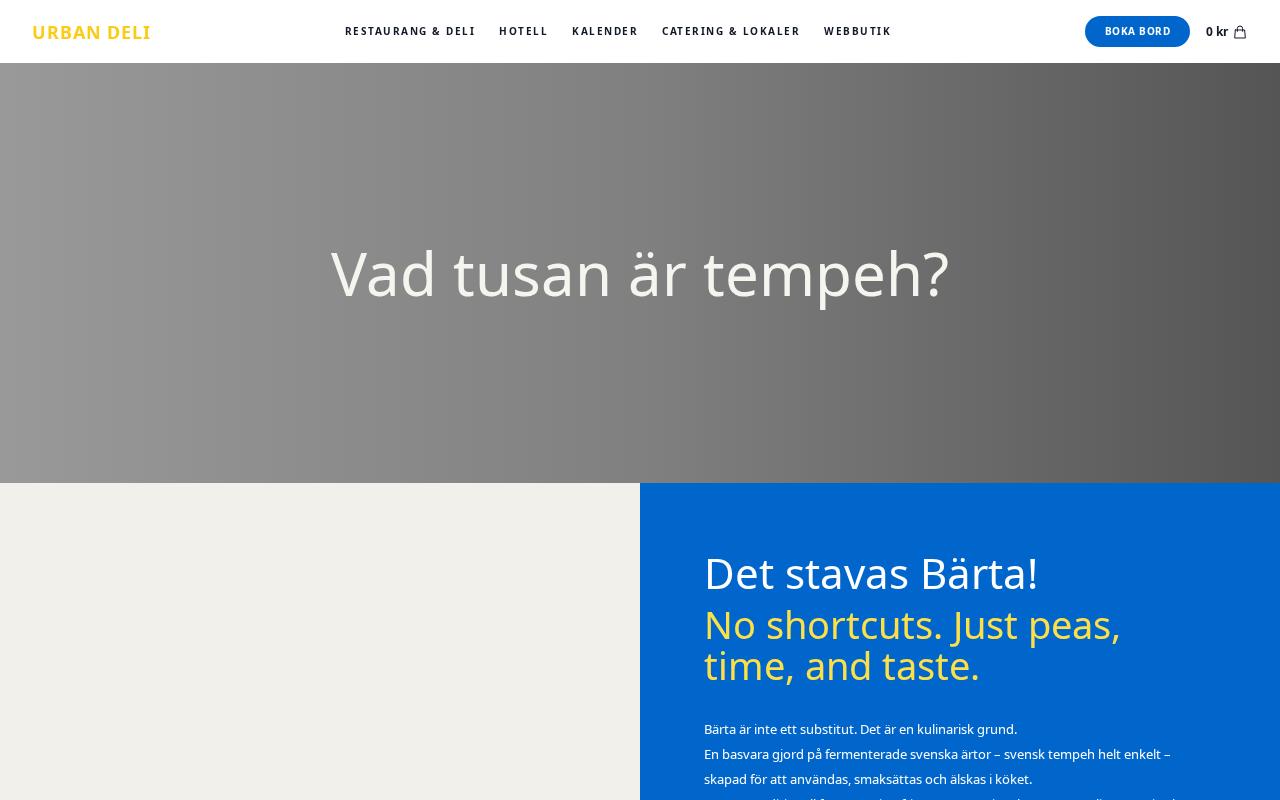 URBAN DELI
RESTAURANG & DELI HOTELL KALENDER CATERING & LOKALER WEBBUTIK
BOKA BORD
0 kr
Vad tusan är tempeh?
Det stavas Bärta!
No shortcuts. Just peas,
time, and taste.
Bärta är inte ett substitut. Det är en kulinarisk grund.
En basvara gjord på fermenterade svenska ärtor – svensk tempeh helt enkelt –
skapad för att användas, smaksättas och älskas i köket.